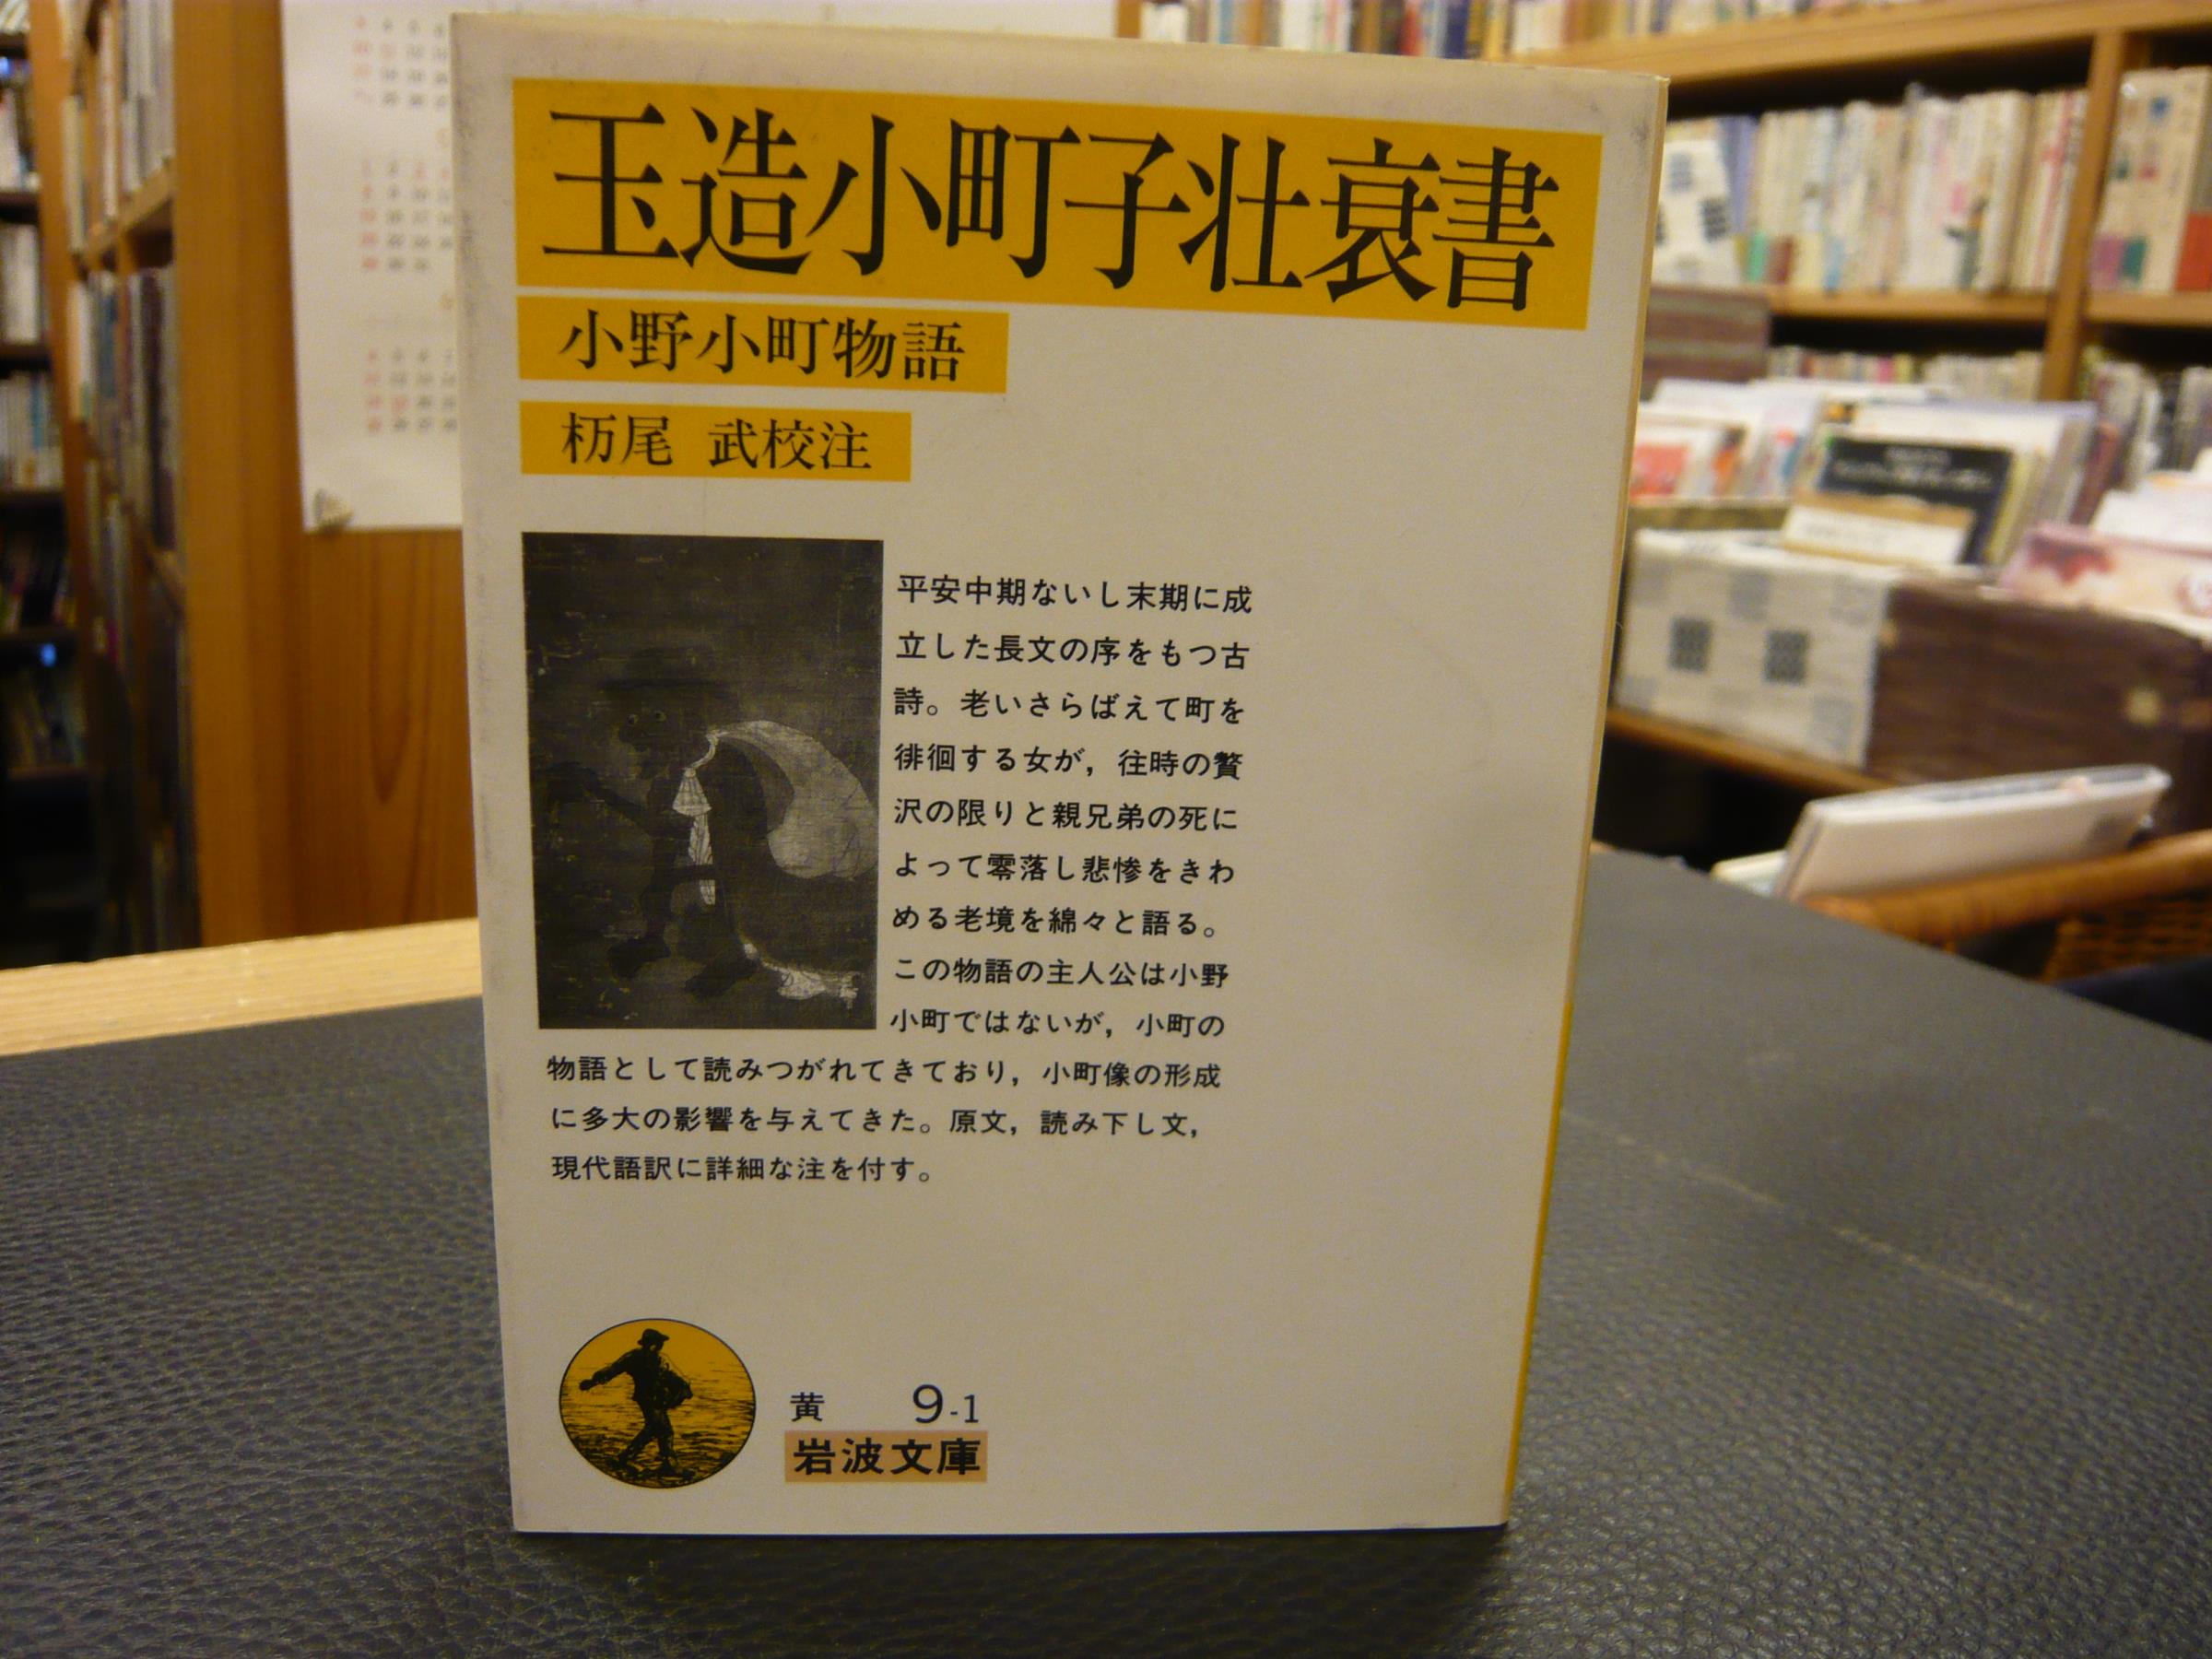 玉造小町子壮衰書
小野小町物語
杤尾 武校注
平安中期ないし末期に成
立した長文の序をもつ古
詩。老いさらばえて町を
徘徊する女が，往時の贅
沢の限りと親兄弟の死に
よって零落し悲惨をきわ
める老境を綿々と語る。
この物語の主人公は小野
小町ではないが，小町の
物語として読みつがれてきており，小町像の形成
に多大の影響を与えてきた。原文，読み下し文，
現代語訳に詳細な注を付す。
黄 9-1
岩波文庫